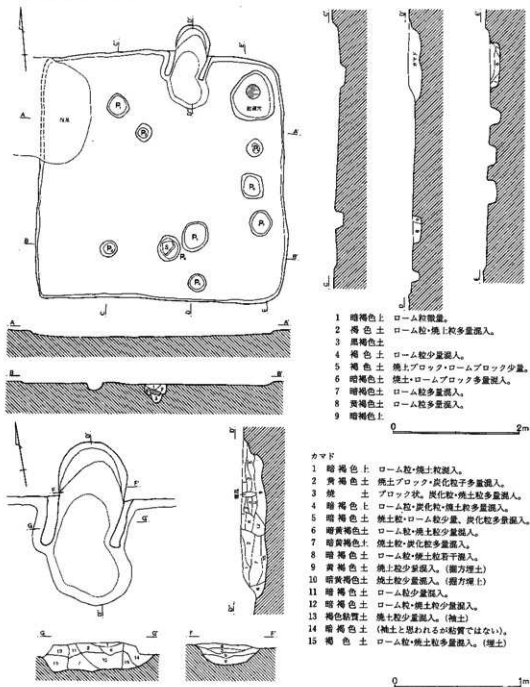 カマド
貯蔵穴
1 暗褐色土 ローム粒微量。
2 褐色土 ローム粒・焼土粒多量混入。
3 黒褐色土
4 褐色土 ローム粒少量混入。
5 褐色土 焼土ブロック・ロームブロック少量。
6 暗褐色土 焼土・ロームブロック多量混入。
7 暗褐色土 ローム粒多量混入。
8 黄褐色土 ローム粒多量混入。
9 暗褐色土
0 2m
カマド
1 暗褐色土 ローム粒・焼土粒混入。
2 黄褐色土 焼土ブロック・炭化粒子多量混入。
3 焼土 ブロック状。炭化粒・焼土粒多量混入。
4 暗褐色土 ローム粒・炭化粒・焼土粒多量混入。
5 暗褐色土 焼土粒・ローム粒少量、炭化粒多量混入。
6 暗黄褐色土 ローム粒・焼土粒少量混入。
7 暗黄褐色土 焼土粒・炭化粒多量混入。
8 暗褐色土 ローム粒・焼土粒若干混入。
9 黄褐色土 焼土粒少量混入。(掘方埋土)
10 暗黄褐色土 焼土粒少量混入。(掘方埋土)
11 暗褐色土 ローム粒少量混入。
12 暗褐色土 ローム粒・焼土粒少量混入。
13 褐色粘質土 焼土粒少量混入。(袖土)
14 暗褐色土 (袖土と思われるが粘質ではない)。
15 褐色土 ローム粒・焼土粒多量混入。(埋土)
0 1m